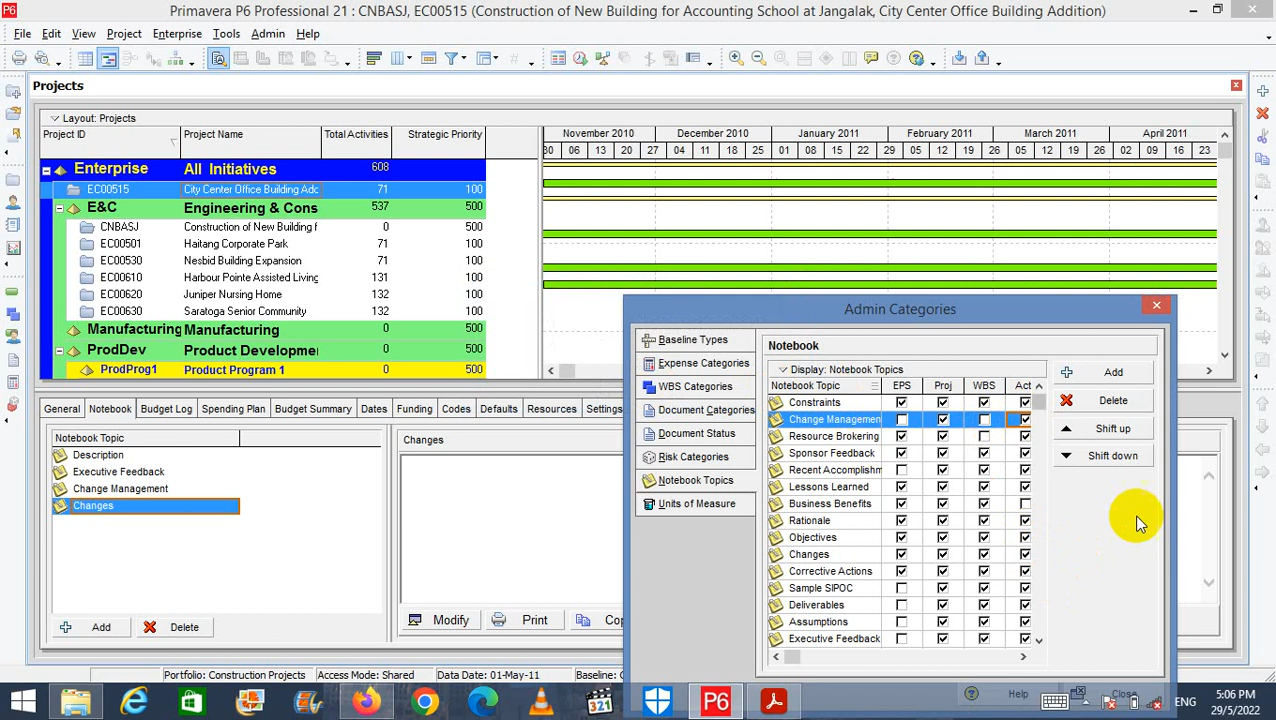 P6 Primavera P6 Professional 21 : CNBASJ, EC00515 (Construction of New Building for Accounting School at Jangalak, City Center Office Building Addition)
File Edit View Project Enterprise Tools Admin Help
Projects
Layout: Projects
Project ID Project Name Total Activities Strategic Priority
November 2010 December 2010 January 2011 February 2011 March 2011 April 2011
30 06 13 20 27 04 11 18 25 01 08 15 22 29 05 12 19 26 05 12 19 26 02 09 16 23
Enterprise All Initiatives 608
EC00515 City Center Office Building Adc 71 100
E&C Engineering & Cons 537 500
CNBASJ Construction of New Building f 0 500
EC00501 Haitang Corporate Park 71 100
EC00530 Nesbid Building Expansion 71 100
EC00610 Harbour Pointe Assisted Living 131 100
EC00620 Juniper Nursing Home 132 100
EC00630 Saratoga Senior Community 132 100
Manufacturing Manufacturing 0 500
ProdDev Product Developme 0 500
ProdProg1 Product Program 1 0 500
General Notebook Budget Log Spending Plan Budget Summary Dates Funding Codes Defaults Resources Settings
Notebook Topic
Description
Executive Feedback
Change Management
Changes
Add Delete
Changes
Modify Print Cop
Admin Categories
Baseline Types
Expense Categories
WBS Categories
Document Categories
Document Status
Risk Categories
Notebook Topics
Units of Measure
Notebook
Display: Notebook Topics
Notebook Topic EPS Proj WBS Act
Constraints
Change Managemen
Resource Brokering
Sponsor Feedback
Recent Accomplishm
Lessons Learned
Business Benefits
Rationale
Objectives
Changes
Corrective Actions
Sample SIPOC
Deliverables
Assumptions
Executive Feedback
Add
Delete
Shift up
Shift down
Help Close
Portfolio: Construction Projects Access Mode: Shared Data Date: 01-May-11 Baseline: C
321 P6 ENG
5:06 PM
29/5/2022